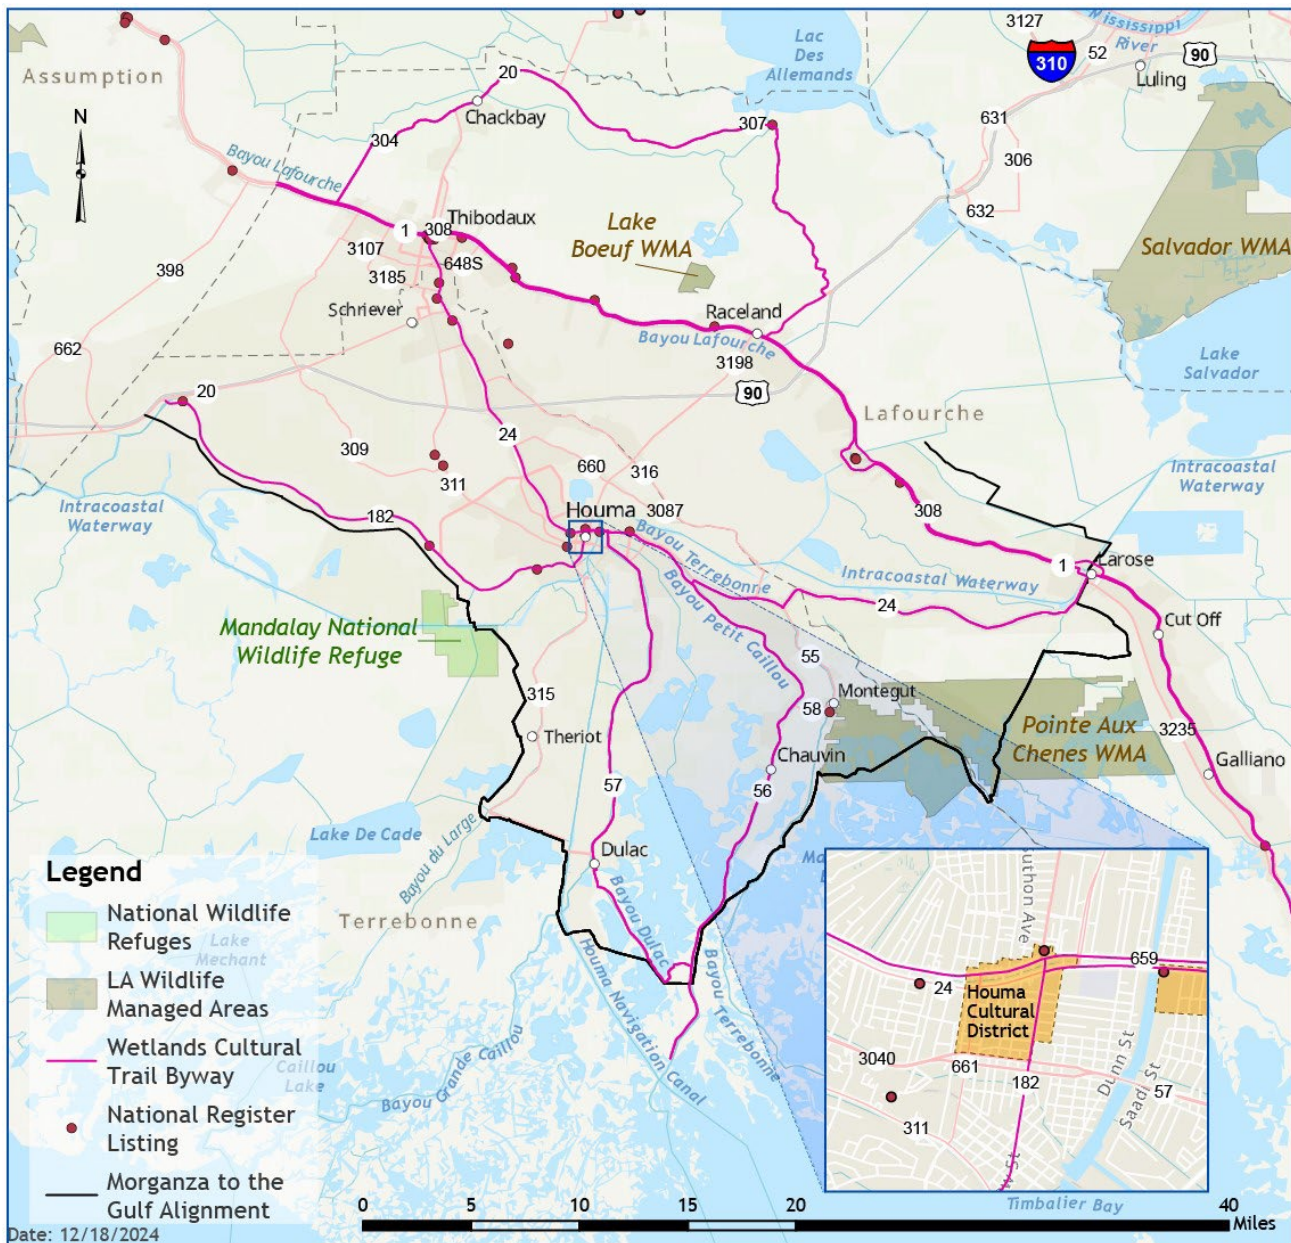 3127
Mississippi
River
52
90
310
Luling
Lac
Des
Allemands
Assumption
20
Chackbay
N
304
307
631
306
632
Bayou Lafourche
Thibodaux
1
308
Lake
Boeuf WMA
Salvador WMA
3107
648S
398
3185
Schriever
Raceland
Bayou Lafourche
Lake
Salvador
662
3198
20
90
Lafourche
24
309
660
316
311
Intracoastal
Waterway
Intracoastal
Waterway
182
Houma
3087
308
Bayou Terrebonne
1
Larose
Intracoastal Waterway
24
Bayou Petit Caillou
Cut Off
Mandalay National
Wildlife Refuge
55
315
Montegut
58
Theriot
Pointe Aux
Chenes WMA
3235
Chauvin
Galliano
57
56
Lake De Cade
Bayou du Large
Dulac
Bayou Dulac
Terrebonne
Lake
Mechant
Houma Navigation Canal
Bayou Terrebonne
Caillou
Lake
Bayou Grande Caillou
Legend
National Wildlife
Refuges
LA Wildlife
Managed Areas
Wetlands Cultural
Trail Byway
National Register
Listing
Morganza to the
Gulf Alignment
Date: 12/18/2024
uthon Ave
659
24
Houma
Cultural
District
3040
661
182
Dunn St
Saad St
57
311
Timbalier Bay
0 5 10 15 20 40
Miles